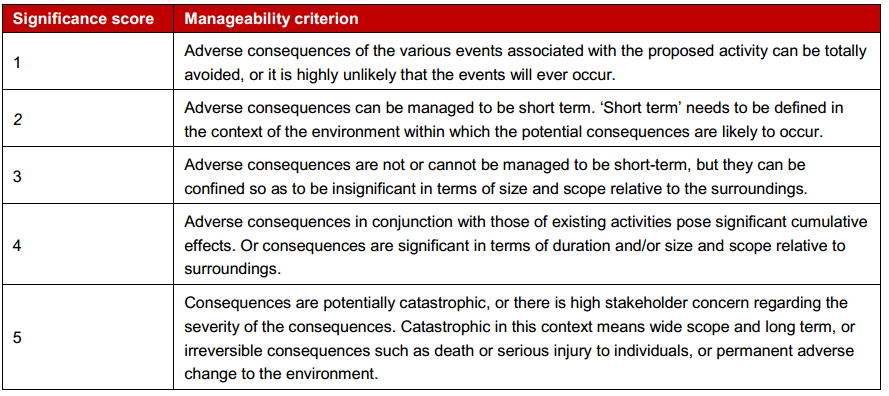 Significance score Manageability criterion
1
Adverse consequences of the various events associated with the proposed activity can be totally
avoided, or it is highly unlikely that the events will ever occur.
2
Adverse consequences can be managed to be short term. ‘Short term’ needs to be defined in
the context of the environment within which the potential consequences are likely to occur.
3
Adverse consequences are not or cannot be managed to be short-term, but they can be
confined so as to be insignificant in terms of size and scope relative to the surroundings.
4
Adverse consequences in conjunction with those of existing activities pose significant cumulative
effects. Or consequences are significant in terms of duration and/or size and scope relative to
surroundings.
5
Consequences are potentially catastrophic, or there is high stakeholder concern regarding the
severity of the consequences. Catastrophic in this context means wide scope and long term, or
irreversible consequences such as death or serious injury to individuals, or permanent adverse
change to the environment.